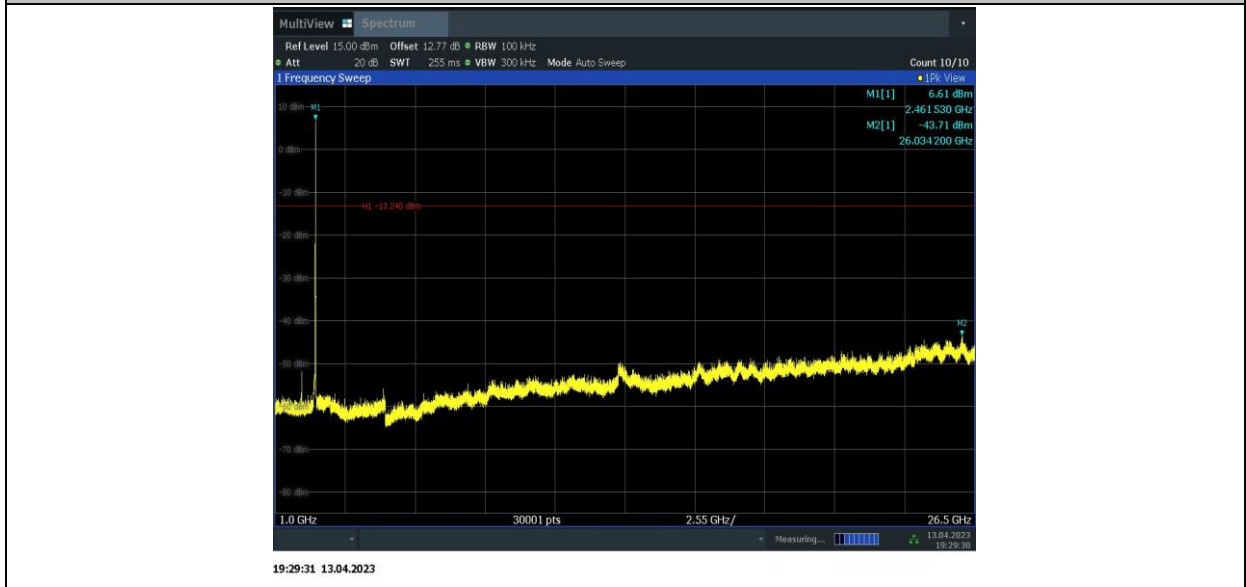 MultiView Spectrum
Ref Level 15.00 dBm Offset 12.77 dB RBW 100 kHz
Att 20 dB SWT 255 ms VBW 300 kHz Mode Auto Sweep Count 10/10
1 Frequency Sweep 1Pk View
M1[1] 6.61 dBm
2.461530 GHz
M2[1] -43.71 dBm
26.034200 GHz
10 dBm
M1
0 dBm
-10 dBm
H1 -13.240 dBm
-20 dBm
-30 dBm
-40 dBm
M2
-50 dBm
-60 dBm
-70 dBm
-80 dBm
1.0 GHz 30001 pts 2.55 GHz/ 26.5 GHz
Measuring... 13.04.2023
19:29:30
19:29:31 13.04.2023